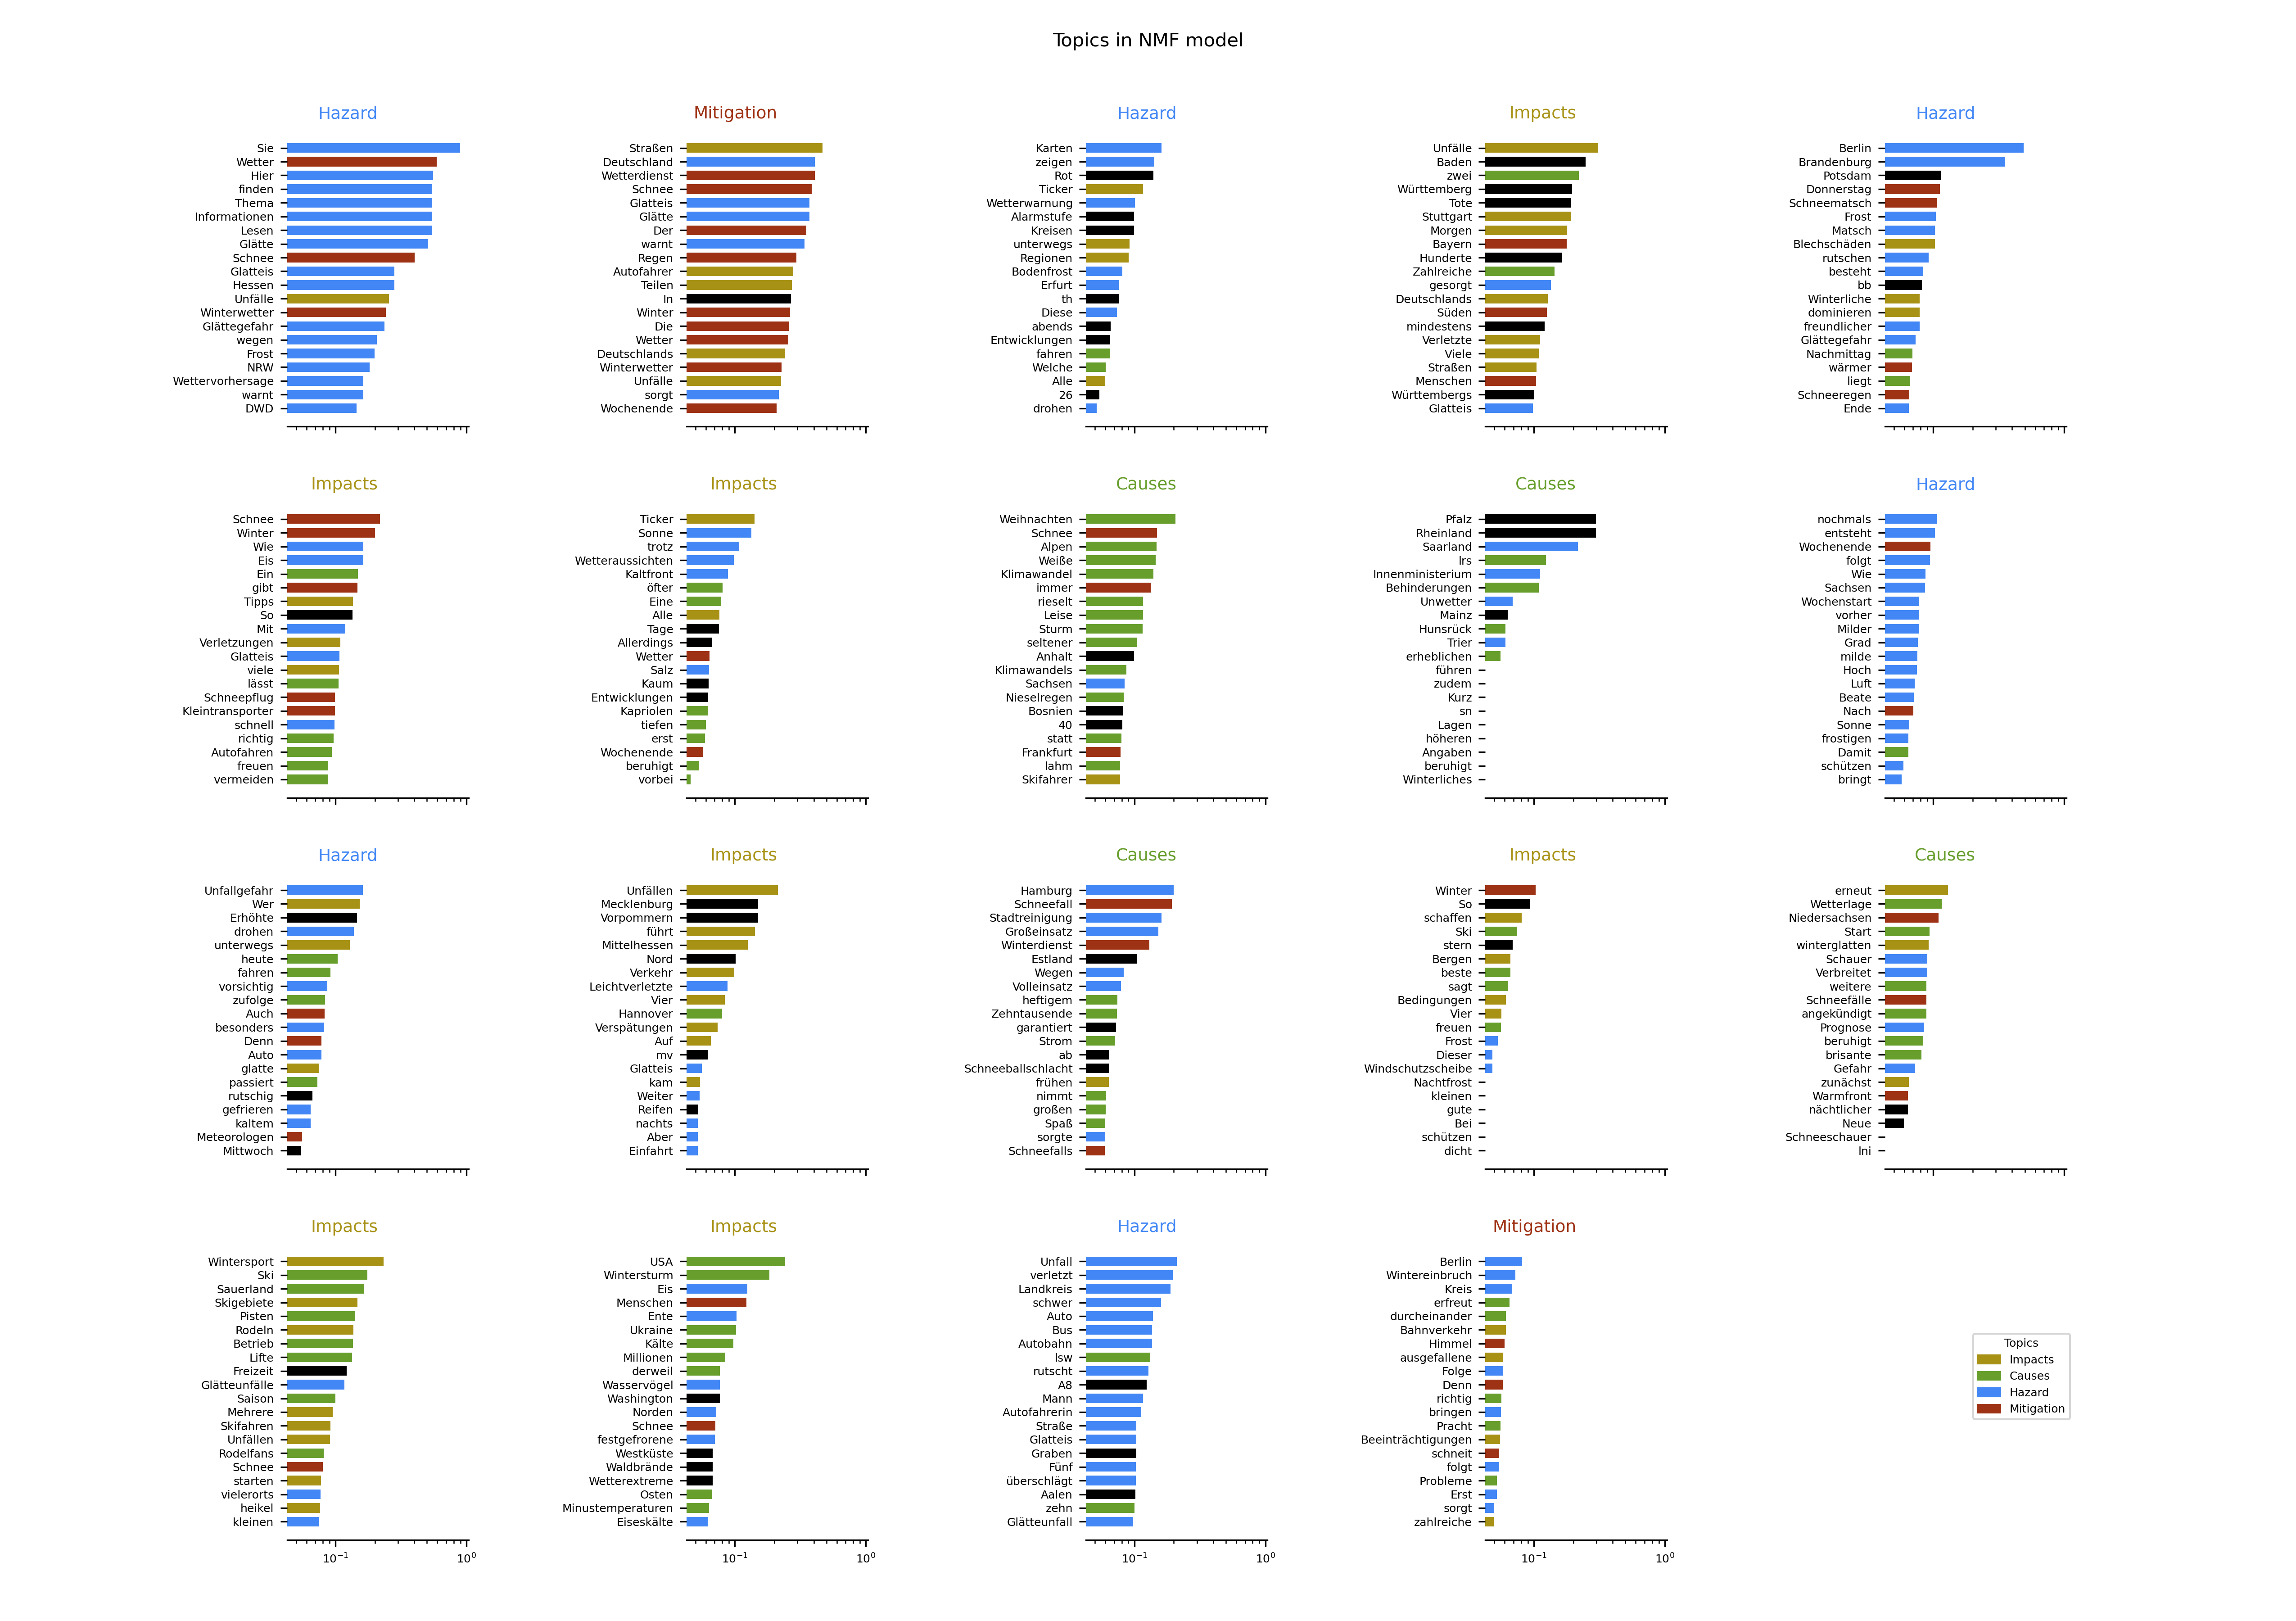 Topics in NMF model
Hazard
Sie
Wetter
Hier
finden
Thema
Informationen
Lesen
Glätte
Schnee
Glatteis
Hessen
Unfälle
Winterwetter
Glättegefahr
wegen
Frost
NRW
Wettervorhersage
warnt
DWD
Mitigation
Straßen
Deutschland
Wetterdienst
Schnee
Glatteis
Glätte
Der
warnt
Regen
Autofahrer
Teilen
In
Winter
Die
Wetter
Deutschlands
Winterwetter
Unfälle
sorgt
Wochenende
Hazard
Karten
zeigen
Rot
Ticker
Wetterwarnung
Alarmstufe
Kreisen
unterwegs
Regionen
Bodenfrost
Erfurt
th
Diese
abends
Entwicklungen
fahren
Welche
Alle
26
drohen
Impacts
Unfälle
Baden
zwei
Württemberg
Tote
Stuttgart
Morgen
Bayern
Hunderte
Zahlreiche
gesorgt
Deutschlands
Süden
mindestens
Verletzte
Viele
Straßen
Menschen
Württembergs
Glatteis
Hazard
Berlin
Brandenburg
Potsdam
Donnerstag
Schneematsch
Frost
Matsch
Blechschäden
rutschen
besteht
bb
Winterliche
dominieren
freundlicher
Glättegefahr
Nachmittag
wärmer
liegt
Schneeregen
Ende
Impacts
Schnee
Winter
Wie
Eis
Ein
gibt
Tipps
So
Mit
Verletzungen
Glatteis
viele
lässt
Schneepflug
Kleintransporter
schnell
richtig
Autofahren
freuen
vermeiden
Impacts
Ticker
Sonne
trotz
Wetteraussichten
Kaltfront
öfter
Eine
Alle
Tage
Allerdings
Wetter
Salz
Kaum
Entwicklungen
Kapriolen
tiefen
erst
Wochenende
beruhigt
vorbei
Causes
Weihnachten
Schnee
Alpen
Weiße
Klimawandel
immer
rieselt
Leise
Sturm
seltener
Anhalt
Klimawandels
Sachsen
Nieselregen
Bosnien
40
statt
Frankfurt
lahm
Skifahrer
Causes
Pfalz
Rheinland
Saarland
lrs
Innenministerium
Behinderungen
Unwetter
Mainz
Hunsrück
Trier
erheblichen
führen
zudem
Kurz
sn
Lagen
höheren
Angaben
beruhigt
Winterliches
Hazard
nochmals
entsteht
Wochenende
folgt
Wie
Sachsen
Wochenstart
vorher
Milder
Grad
milde
Hoch
Luft
Beate
Nach
Sonne
frostigen
Damit
schützen
bringt
Hazard
Unfallgefahr
Wer
Erhöhte
drohen
unterwegs
heute
fahren
vorsichtig
zufolge
Auch
besonders
Denn
Auto
glatte
passiert
rutschig
gefrieren
kaltem
Meteorologen
Mittwoch
Impacts
Unfällen
Mecklenburg
Vorpommern
führt
Mittelhessen
Nord
Verkehr
Leichtverletzte
Vier
Hannover
Verspätungen
Auf
mv
Glatteis
kam
Weiter
Reifen
nachts
Aber
Einfahrt
Causes
Hamburg
Schneefall
Stadtreinigung
Großeinsatz
Winterdienst
Estland
Wegen
Volleinsatz
heftigem
Zehntausende
garantiert
Strom
ab
Schneeballschlacht
frühen
nimmt
großen
Spaß
sorgte
Schneefalls
Impacts
Winter
So
schaffen
Ski
stern
Bergen
beste
sagt
Bedingungen
Vier
freuen
Frost
Dieser
Windschutzscheibe
Nachtfrost
kleinen
gute
Bei
schützen
dicht
Causes
erneut
Wetterlage
Niedersachsen
Start
winterglatten
Schauer
Verbreitet
weitere
Schneefälle
angekündigt
Prognose
beruhigt
brisante
Gefahr
zunächst
Warmfront
nächtlicher
Neue
Schneeschauer
lni
Impacts
Wintersport
Ski
Sauerland
Skigebiete
Pisten
Rodeln
Betrieb
Lifte
Freizeit
Glätteunfälle
Saison
Mehrere
Skifahren
Unfällen
Rodelfans
Schnee
starten
vielerorts
heikel
kleinen
10⁻¹ 10⁰
Impacts
USA
Wintersturm
Eis
Menschen
Ente
Ukraine
Kälte
Millionen
derweil
Wasservögel
Washington
Norden
Schnee
festgefrorene
Westküste
Waldbrände
Wetterextreme
Osten
Minustemperaturen
Eiseskälte
10⁻¹ 10⁰
Hazard
Unfall
verletzt
Landkreis
schwer
Auto
Bus
Autobahn
lsw
rutscht
A8
Mann
Autofahrerin
Straße
Glatteis
Graben
Fünf
überschlägt
Aalen
zehn
Glätteunfall
10⁻¹ 10⁰
Mitigation
Berlin
Wintereinbruch
Kreis
erfreut
durcheinander
Bahnverkehr
Himmel
ausgefallene
Folge
Denn
richtig
bringen
Pracht
Beeinträchtigungen
schneit
folgt
Probleme
Erst
sorgt
zahlreiche
10⁻¹ 10⁰
Topics
Impacts
Causes
Hazard
Mitigation